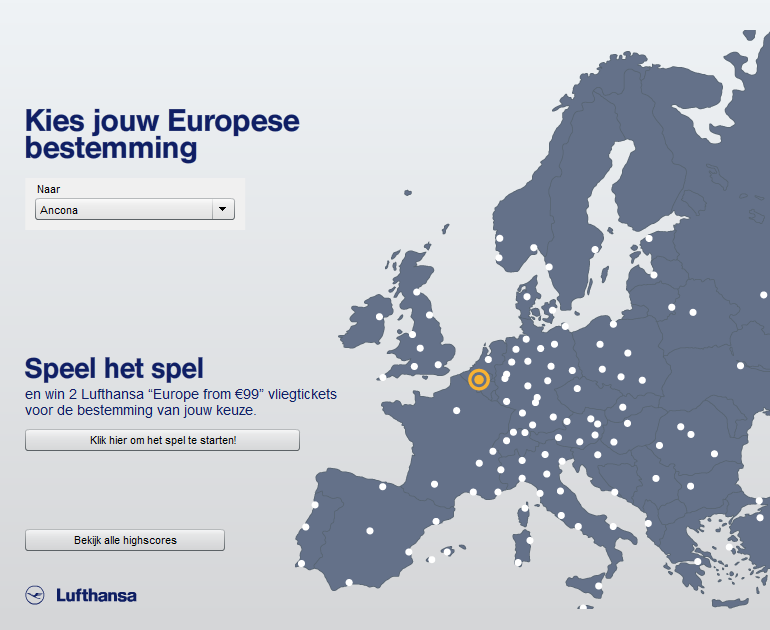 Kies jouw Europese
bestemming
Naar
Ancona
Speel het spel
en win 2 Lufthansa “Europe from €99” vliegtickets
voor de bestemming van jouw keuze.
Klik hier om het spel te starten!
Bekijk alle highscores
Lufthansa